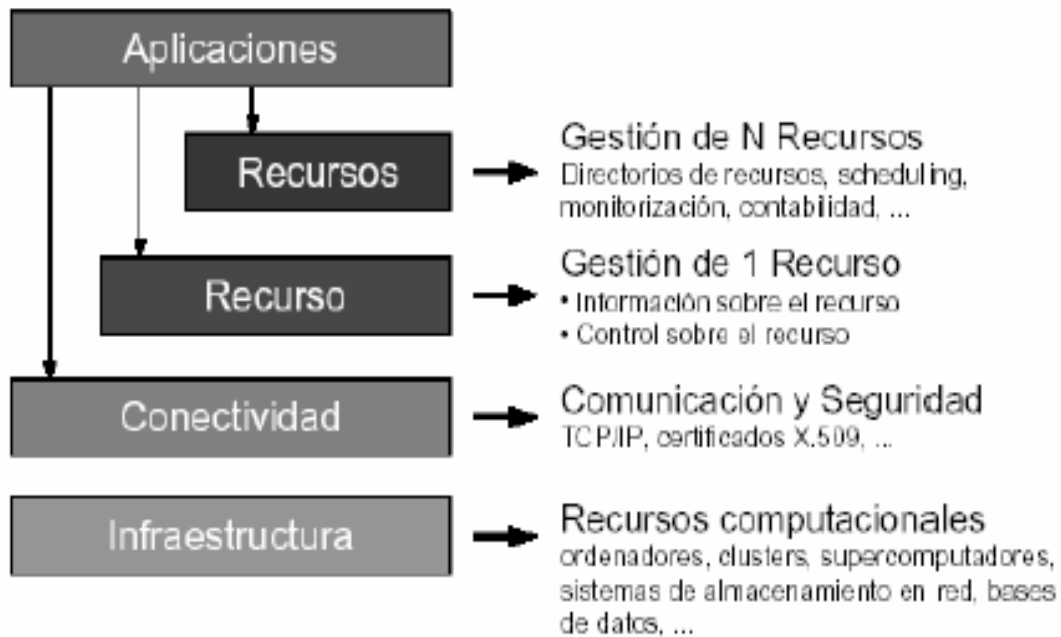 Aplicaciones
Recursos
Gestión de N Recursos
Directorios de recursos, scheduling,
monitorización, contabilidad, ...
Recurso
Gestión de 1 Recurso
• Información sobre el recurso
• Control sobre el recurso
Conectividad
Comunicación y Seguridad
TCP/IP, certificados X.509, ...
Infraestructura
Recursos computacionales
ordenadores, clusters, supercomputadores,
sistemas de almacenamiento en red, bases
de datos, ...